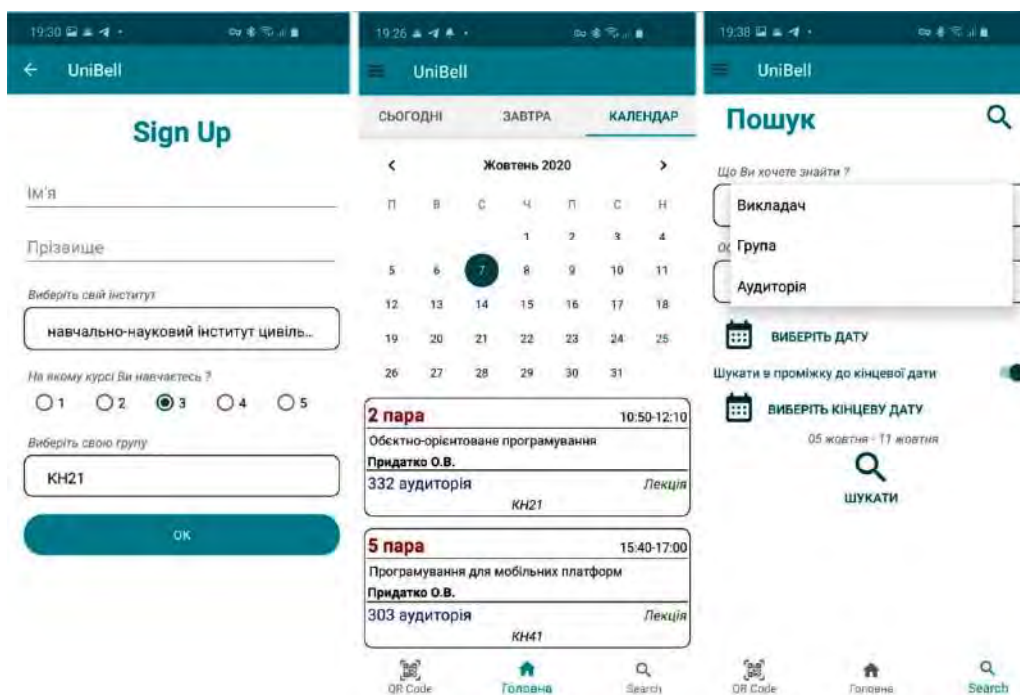 19:30
UniBell
Sign Up
Ім'я
Прізвище
Виберіть свій інститут
навчально-науковий інститут цивіль...
На якому курсі Ви навчаєтесь ?
1 2 3 4 5
Виберіть свою групу
КН21
ОК
19:26
UniBell
СЬОГОДНІ ЗАВТРА КАЛЕНДАР
< Жовтень 2020 >
П В С Ч П С Н
1 2 3 4
5 6 7 8 9 10 11
12 13 14 15 16 17 18
19 20 21 22 23 24 25
26 27 28 29 30 31
2 пара 10:50-12:10
Обєктно-орієнтоване програмування
Придатко О.В.
332 аудиторія Лекція
КН21
5 пара 15:40-17:00
Програмування для мобільних платформ
Придатко О.В.
303 аудиторія Лекція
КН41
QR Code Головна Search
19:38
UniBell
Пошук
Що Ви хочете знайти ?
Викладач
Група
Аудиторія
ВИБЕРІТЬ ДАТУ
Шукати в проміжку до кінцевої дати
ВИБЕРІТЬ КІНЦЕВУ ДАТУ
05 жовтня - 11 жовтня
ШУКАТИ
QR Code Головна Search